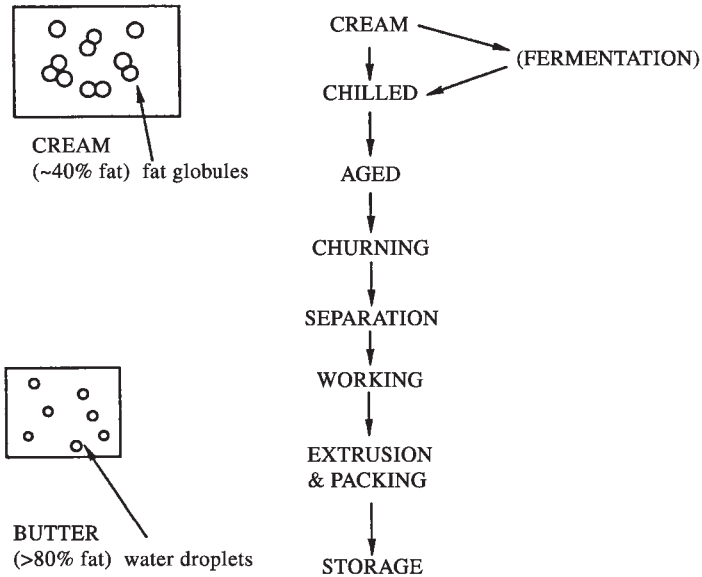 CREAM
(FERMENTATION)
CHILLED
CREAM
(~40% fat) fat globules
AGED
CHURNING
SEPARATION
WORKING
EXTRUSION
& PACKING
BUTTER
(>80% fat) water droplets
STORAGE